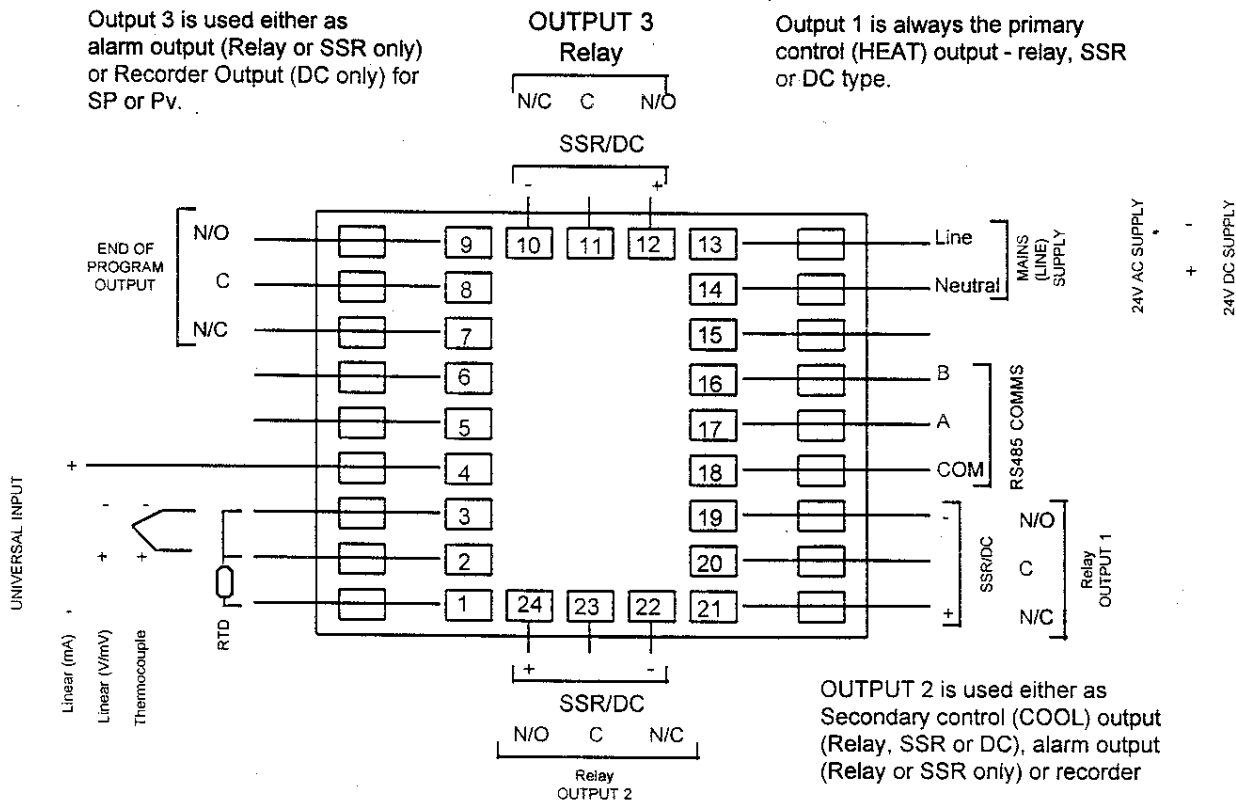 Output 3 is used either as
alarm output (Relay or SSR only)
or Recorder Output (DC only) for
SP or Pv.
OUTPUT 3
Relay
N/C C N/O
SSR/DC
- +
Output 1 is always the primary
control (HEAT) output - relay, SSR
or DC type.
END OF
PROGRAM
OUTPUT
N/O
C
N/C
9
8
7
6
5
4
3
2
1
10 11 12
13
14
15
16
17
18
19
20
21
24 23 22
Line
Neutral
MAINS
(LINE)
SUPPLY
24V AC SUPPLY
- +
24V DC SUPPLY
B
A
COM
RS485 COMMS
-
+
SSR/DC
N/O
C
N/C
Relay
OUTPUT 1
UNIVERSAL INPUT
+
- -
+ +
-
Linear (mA)
Linear (V/mV)
Thermocouple
RTD
+ -
SSR/DC
N/O C N/C
Relay
OUTPUT 2
OUTPUT 2 is used either as
Secondary control (COOL) output
(Relay, SSR or DC), alarm output
(Relay or SSR only) or recorder